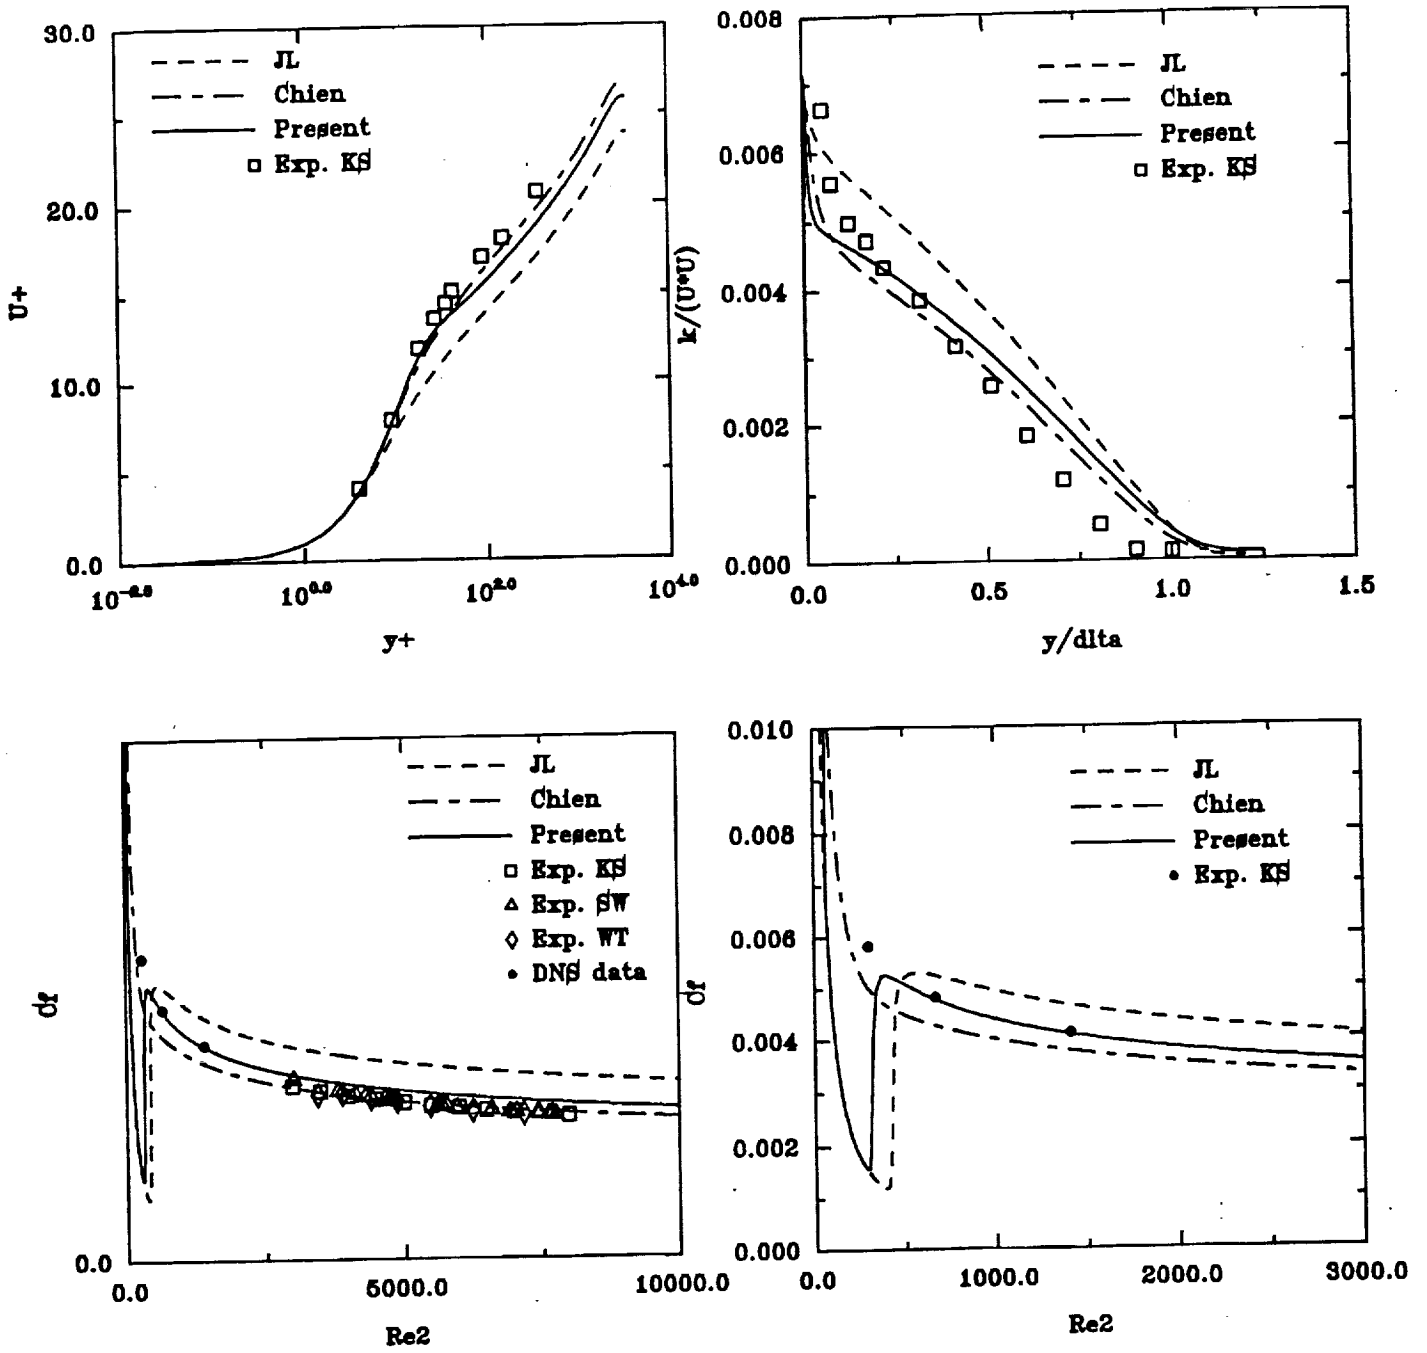 30.0
20.0
10.0
0.0
U+
JL
Chien
Present
Exp. KS
10^-2.0
10^0.0
10^2.0
10^4.0
y+
0.008
0.006
0.004
0.002
0.000
k/(U*U)
JL
Chien
Present
Exp. KS
0.0
0.5
1.0
1.5
y/dlta
cf
0.0
JL
Chien
Present
Exp. KS
Exp. SW
Exp. WT
DNS data
0.0
5000.0
10000.0
Re2
0.010
0.008
0.006
0.004
0.002
0.000
cf
JL
Chien
Present
Exp. KS
0.0
1000.0
2000.0
3000.0
Re2